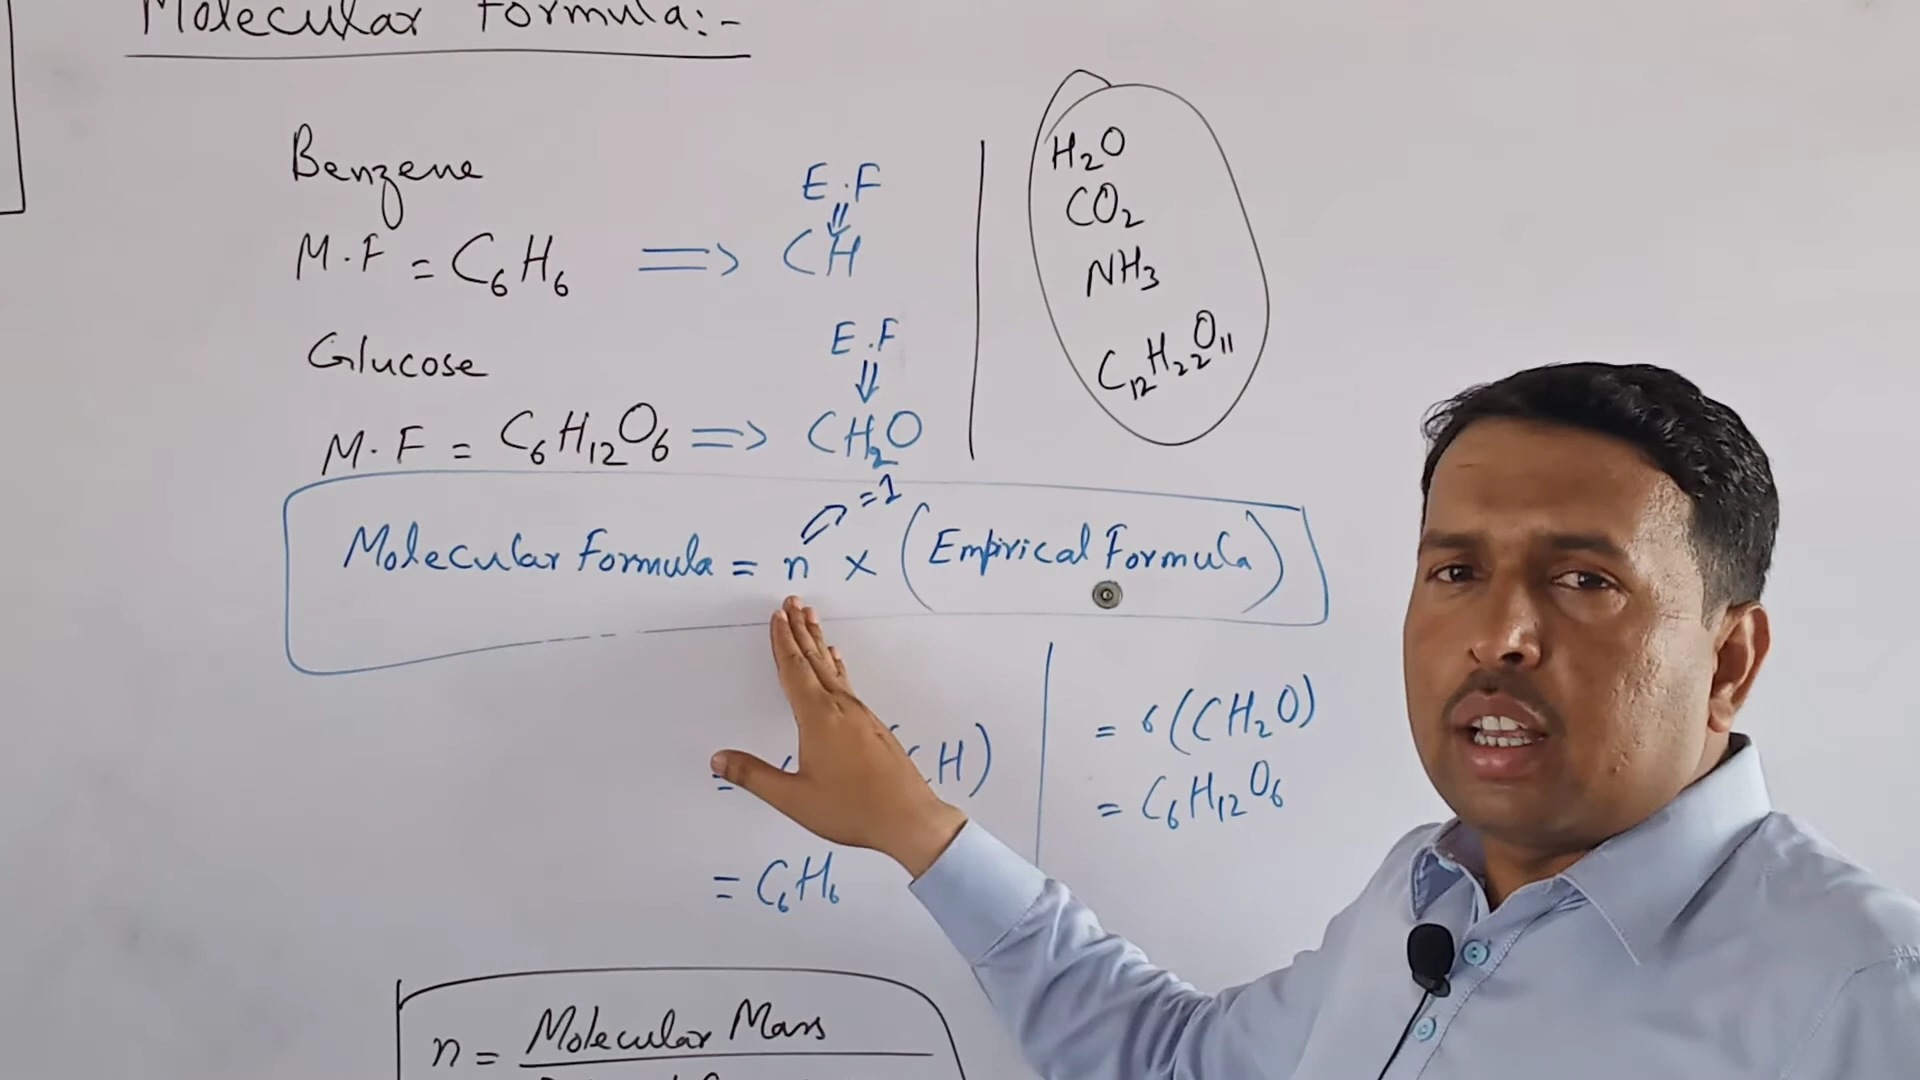 Molecular Formula:-
Benzene
E.F
M.F = C₆H₆ ⟹ CH
Glucose
E.F
M.F = C₆H₁₂O₆ ⟹ CH₂O
H₂O
CO₂
NH₃
C₁₂H₂₂O₁₁
=1
Molecular Formula = n × (Empirical Formula)
= CH)
= C₆H₆
= 6(CH₂O)
= C₆H₁₂O₆
n = Molecular Mass